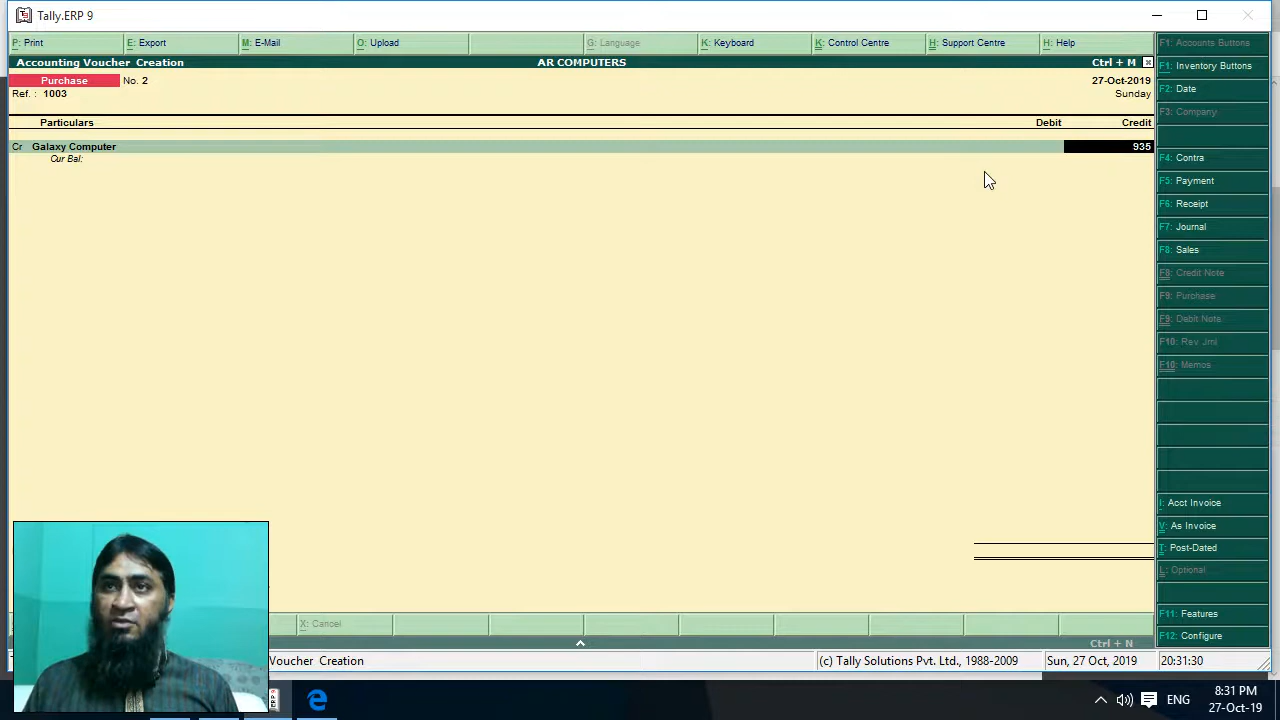 Tally.ERP 9
P: Print
E: Export
M: E-Mail
O: Upload
G: Language
K: Keyboard
K: Control Centre
H: Support Centre
H: Help
F1: Accounts Buttons
Accounting Voucher Creation
AR COMPUTERS
Ctrl + M
F1: Inventory Buttons
Purchase
No. 2
27-Oct-2019
F2: Date
Ref. : 1003
Sunday
F3: Company
Particulars
Debit
Credit
Cr Galaxy Computer
935
Cur Bal:
F4: Contra
F5: Payment
F6: Receipt
F7: Journal
F8: Sales
F8: Credit Note
F9: Purchase
F9: Debit Note
F10: Rev Jrnl
F10: Memos
I: Acct Invoice
V: As Invoice
T: Post-Dated
L: Optional
F11: Features
X: Cancel
F12: Configure
Ctrl + N
Voucher Creation
(c) Tally Solutions Pvt. Ltd., 1988-2009
Sun, 27 Oct, 2019
20:31:30
ERP 9
ENG
8:31 PM
27-Oct-19